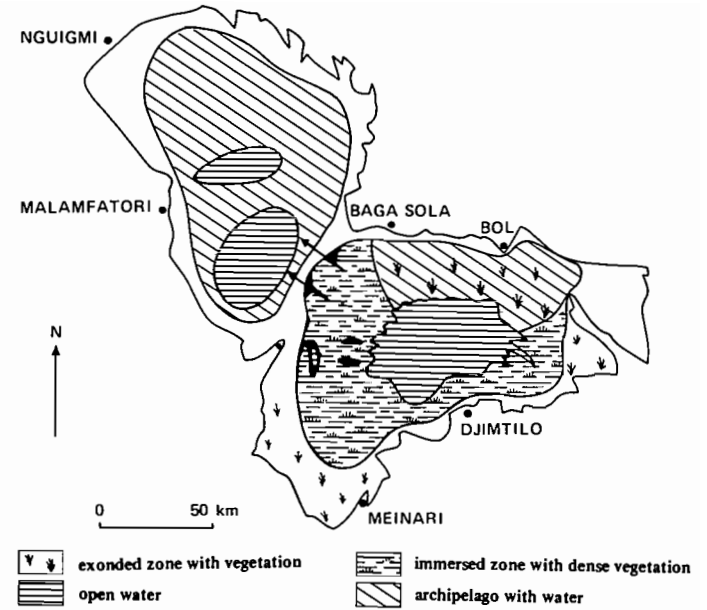 NGUIGMI
MALAMFATORI
BAGA SOLA
BOL
N
DJIMTILO
0 50 km
MEINARI
exonded zone with vegetation
immersed zone with dense vegetation
open water
archipelago with water